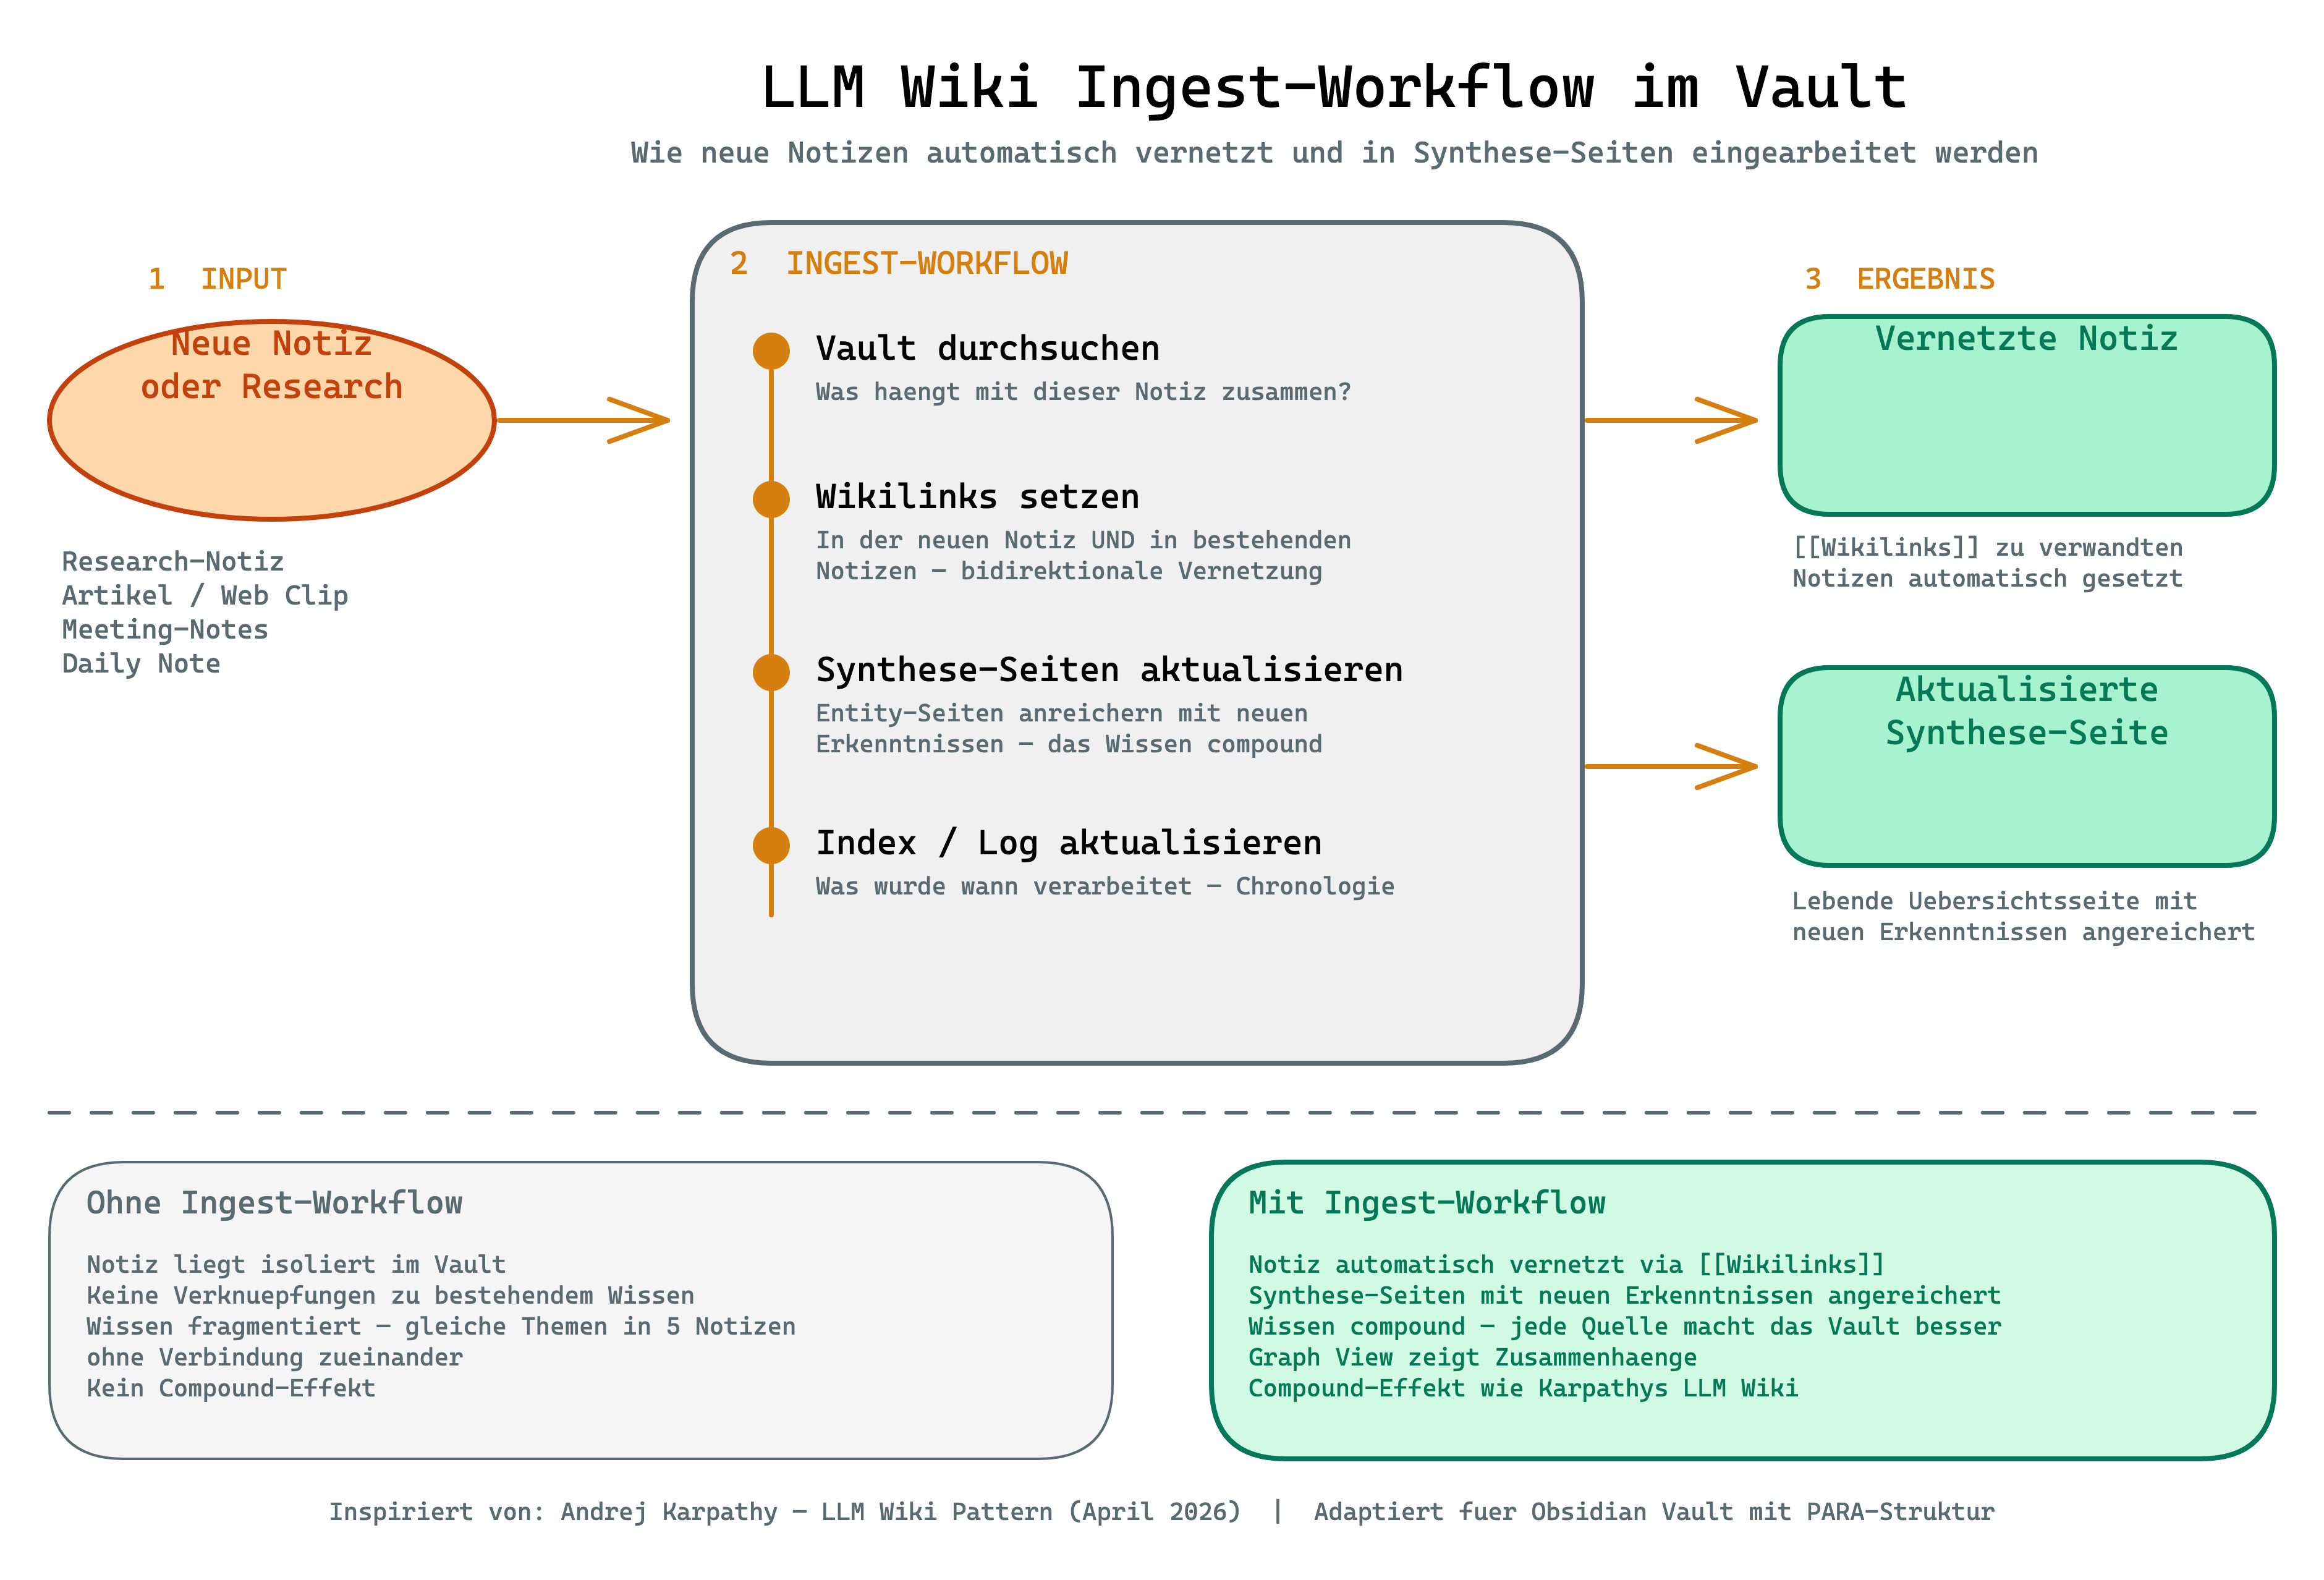 LLM Wiki Ingest-Workflow im Vault
Wie neue Notizen automatisch vernetzt und in Synthese-Seiten eingearbeitet werden
1  INPUT
Neue Notiz
oder Research
Research-Notiz
Artikel / Web Clip
Meeting-Notes
Daily Note
2  INGEST-WORKFLOW
Vault durchsuchen
Was haengt mit dieser Notiz zusammen?
Wikilinks setzen
In der neuen Notiz UND in bestehenden
Notizen – bidirektionale Vernetzung
Synthese-Seiten aktualisieren
Entity-Seiten anreichern mit neuen
Erkenntnissen – das Wissen compound
Index / Log aktualisieren
Was wurde wann verarbeitet – Chronologie
3  ERGEBNIS
Vernetzte Notiz
[[Wikilinks]] zu verwandten
Notizen automatisch gesetzt
Aktualisierte
Synthese-Seite
Lebende Uebersichtsseite mit
neuen Erkenntnissen angereichert
Ohne Ingest-Workflow
Notiz liegt isoliert im Vault
Keine Verknuepfungen zu bestehendem Wissen
Wissen fragmentiert – gleiche Themen in 5 Notizen
ohne Verbindung zueinander
Kein Compound-Effekt
Mit Ingest-Workflow
Notiz automatisch vernetzt via [[Wikilinks]]
Synthese-Seiten mit neuen Erkenntnissen angereichert
Wissen compound – jede Quelle macht das Vault besser
Graph View zeigt Zusammenhaenge
Compound-Effekt wie Karpathys LLM Wiki
Inspiriert von: Andrej Karpathy – LLM Wiki Pattern (April 2026)  |  Adaptiert fuer Obsidian Vault mit PARA-Struktur